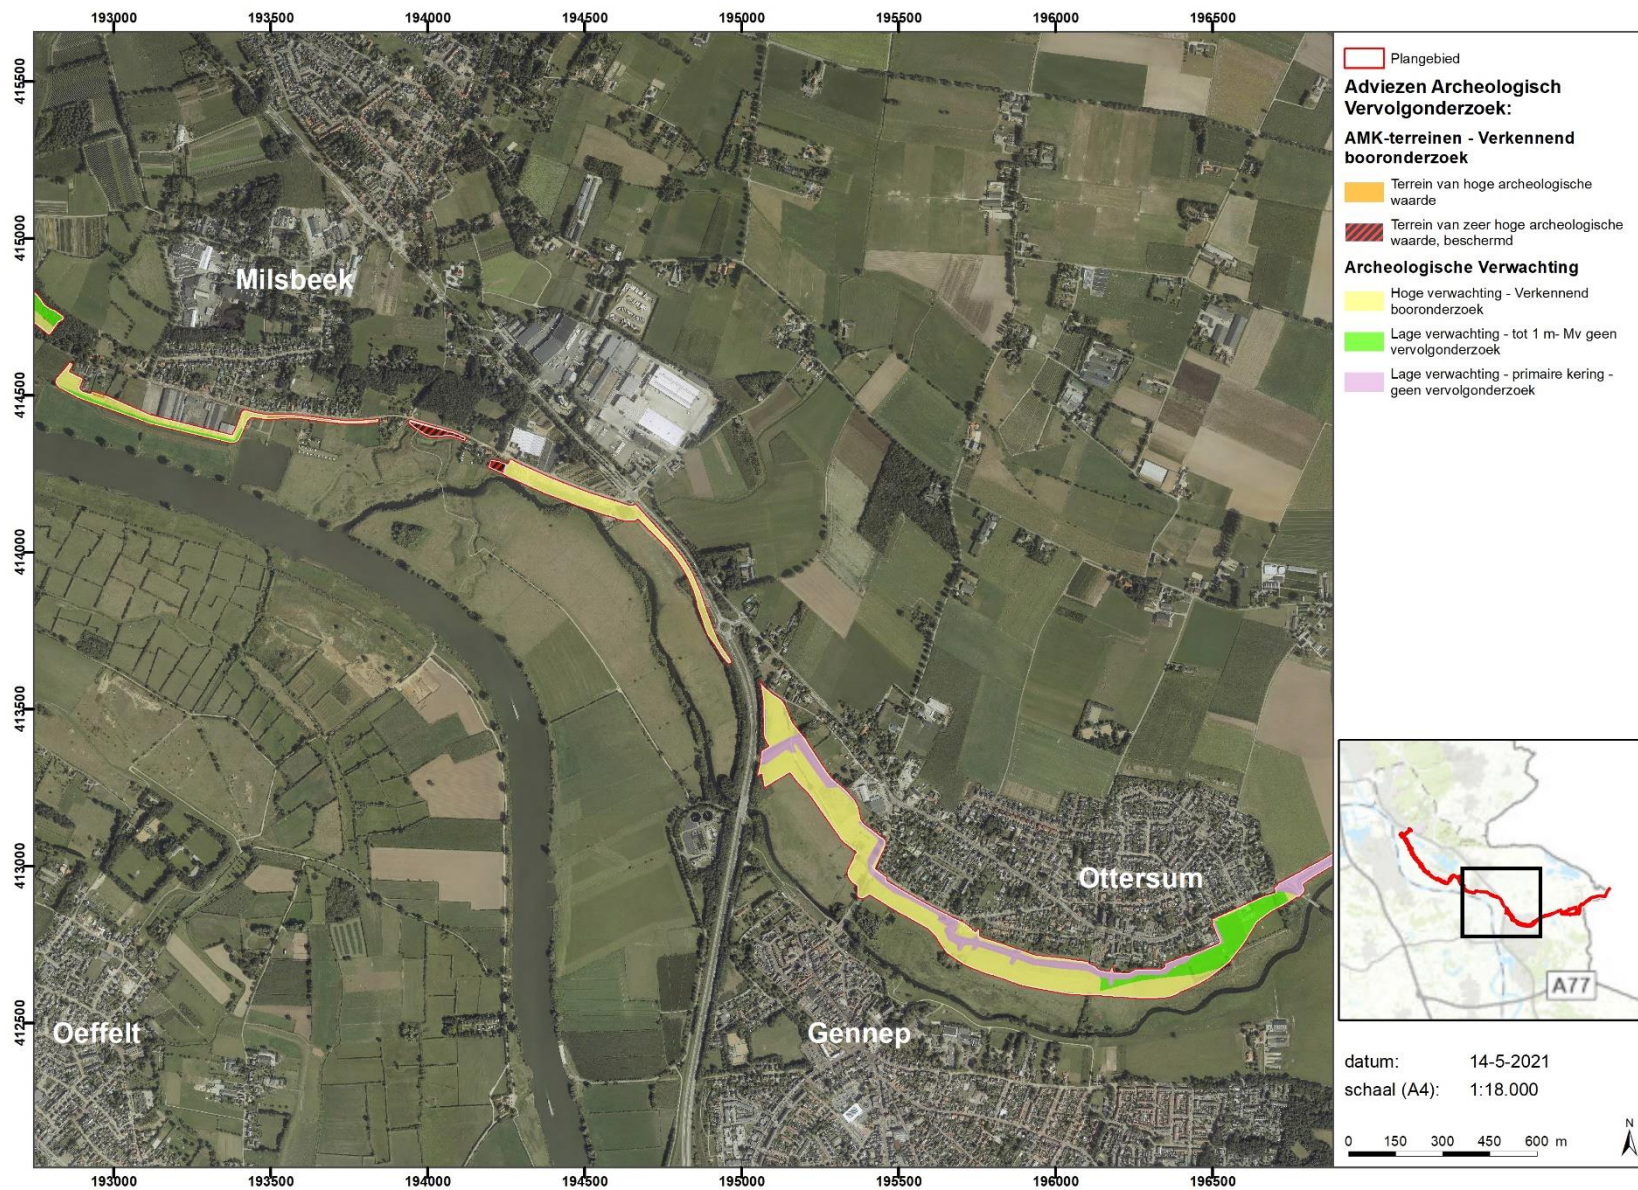 193000 193500 194000 194500 195000 195500 196000 196500
415500
415000
414500
414000
413500
413000
412500
Milsbeek
Ottersum
Oeffelt
Gennep
193000 193500 194000 194500 195000 195500 196000 196500
Plangebied
Adviezen Archeologisch
Vervolgonderzoek:
AMK-terreinen - Verkennend
booronderzoek
Terrein van hoge archeologische
waarde
Terrein van zeer hoge archeologische
waarde, beschermd
Archeologische Verwachting
Hoge verwachting - Verkennend
booronderzoek
Lage verwachting - tot 1 m- Mv geen
vervolgonderzoek
Lage verwachting - primaire kering -
geen vervolgonderzoek
A77
datum: 14-5-2021
schaal (A4): 1:18.000
N
0 150 300 450 600 m